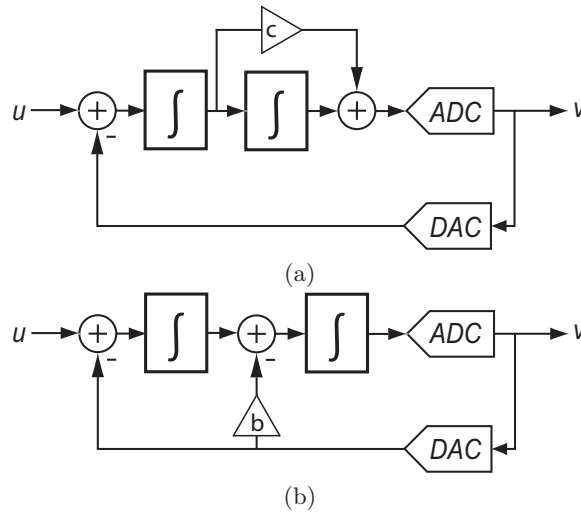 c
u + ∫ ∫ + ADC v
-
DAC
(a)
u + ∫ + ∫ ADC v
- -
b DAC
(b)